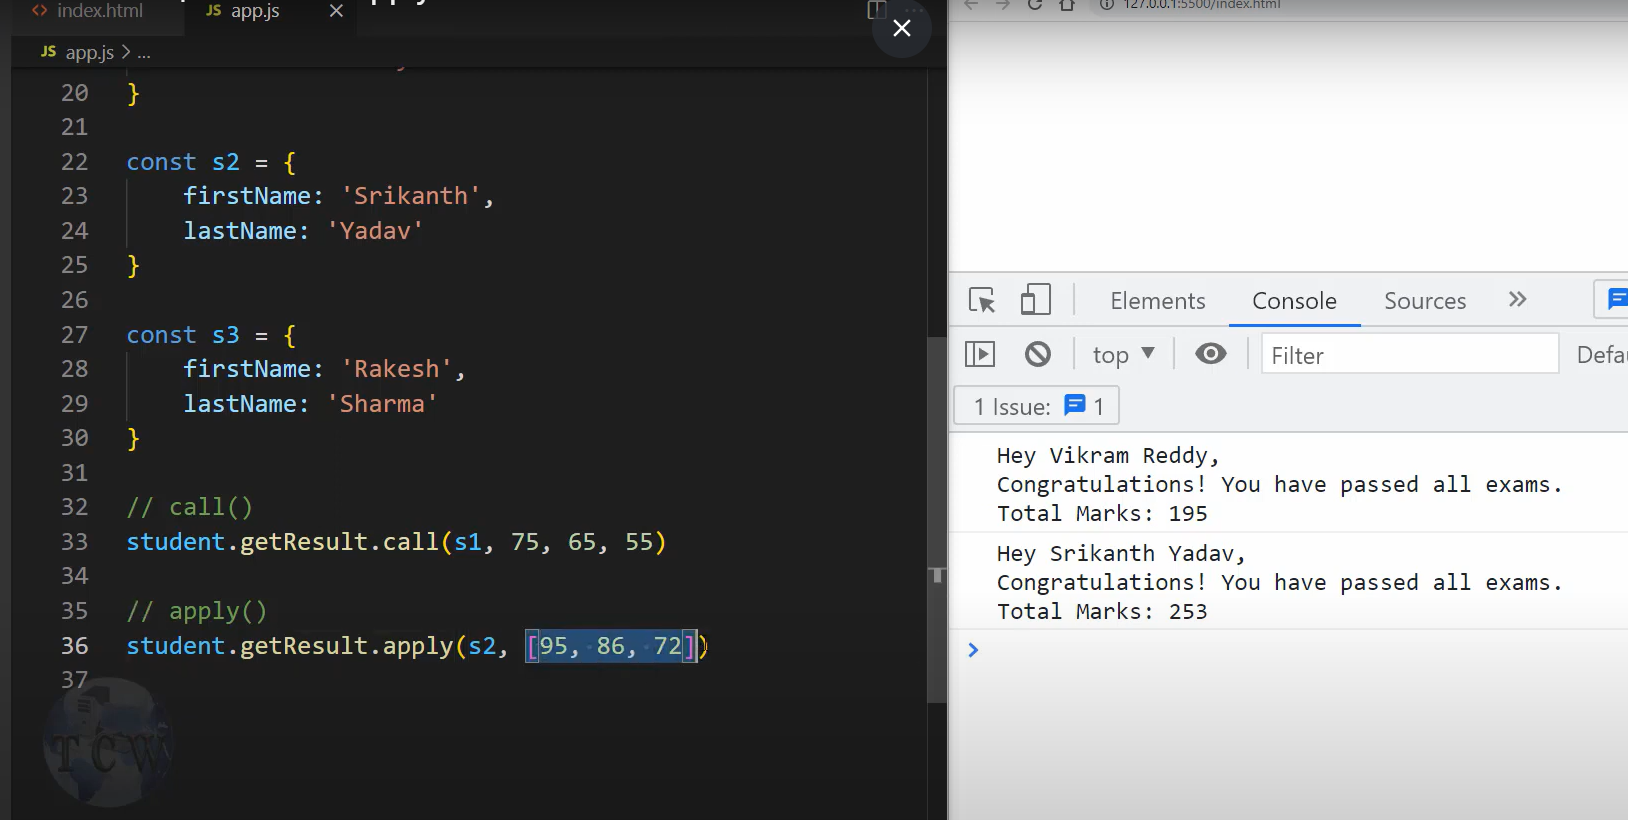 index.html
JS app.js
JS app.js > ...
20 }
21
22 const s2 = {
23 firstName: 'Srikanth',
24 lastName: 'Yadav'
25 }
26
27 const s3 = {
28 firstName: 'Rakesh',
29 lastName: 'Sharma'
30 }
31
32 // call()
33 student.getResult.call(s1, 75, 65, 55)
34
35 // apply()
36 student.getResult.apply(s2, [95, 86, 72])
37
TCW
127.0.0.1:5500/index.html
Elements Console Sources
top Filter
1 Issue: 1
Hey Vikram Reddy,
Congratulations! You have passed all exams.
Total Marks: 195
Hey Srikanth Yadav,
Congratulations! You have passed all exams.
Total Marks: 253